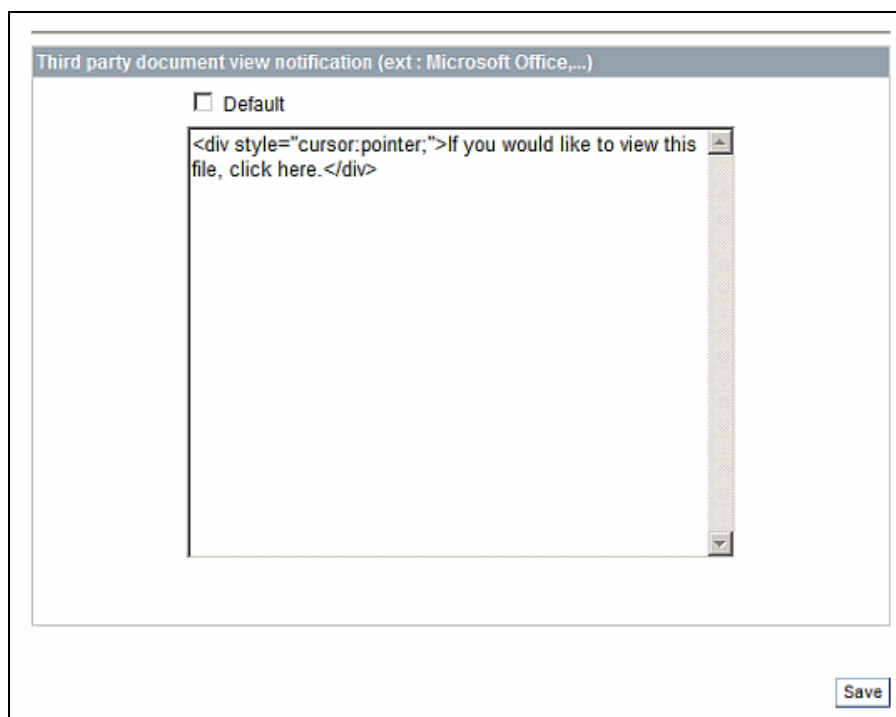 Third party document view notification (ext : Microsoft Office,...)
Default
<div style="cursor:pointer;">If you would like to view this
file, click here.</div>
Save